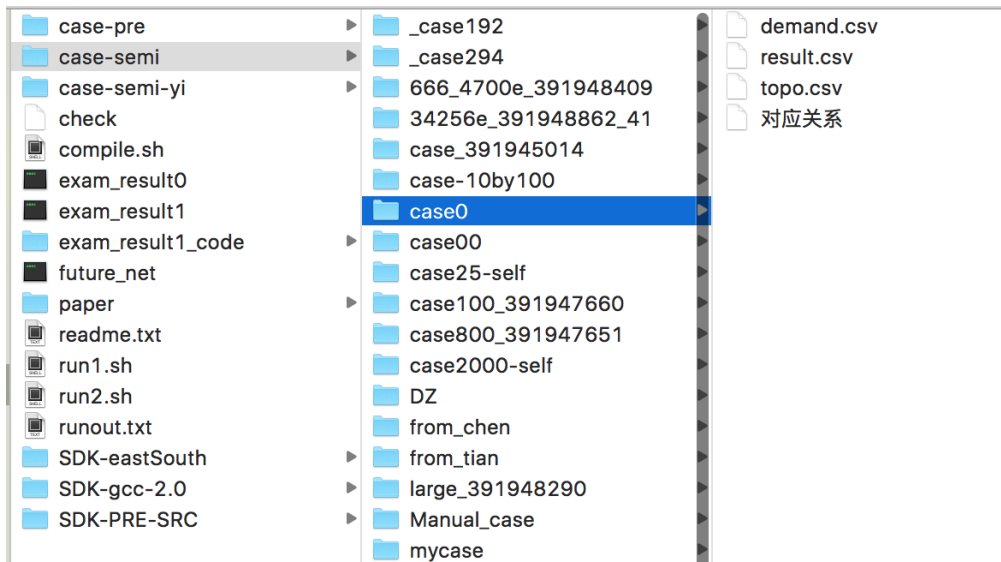 case-pre
case-semi
case-semi-yi
check
compile.sh
exam_result0
exam_result1
exam_result1_code
future_net
paper
readme.txt
run1.sh
run2.sh
runout.txt
SDK-eastSouth
SDK-gcc-2.0
SDK-PRE-SRC
_case192
_case294
666_4700e_391948409
34256e_391948862_41
case_391945014
case-10by100
case0
case00
case25-self
case100_391947660
case800_391947651
case2000-self
DZ
from_chen
from_tian
large_391948290
Manual_case
mycase
demand.csv
result.csv
topo.csv
对应关系